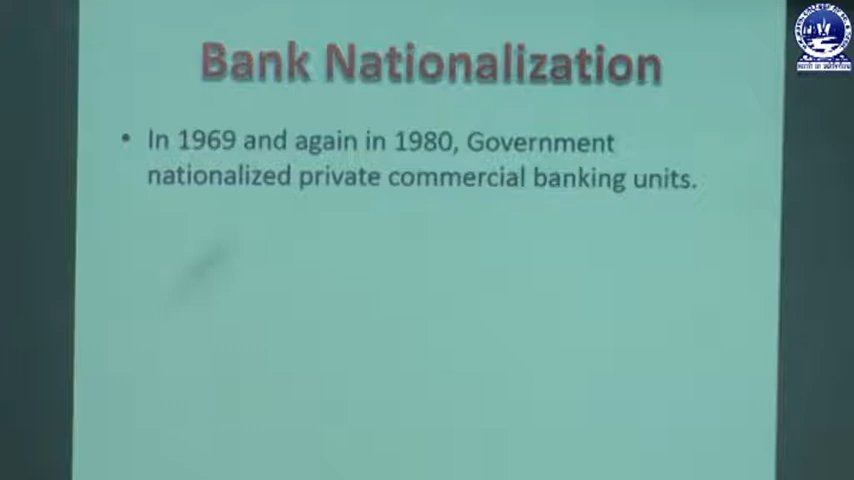 Bank Nationalization
• In 1969 and again in 1980, Government
nationalized private commercial banking units.